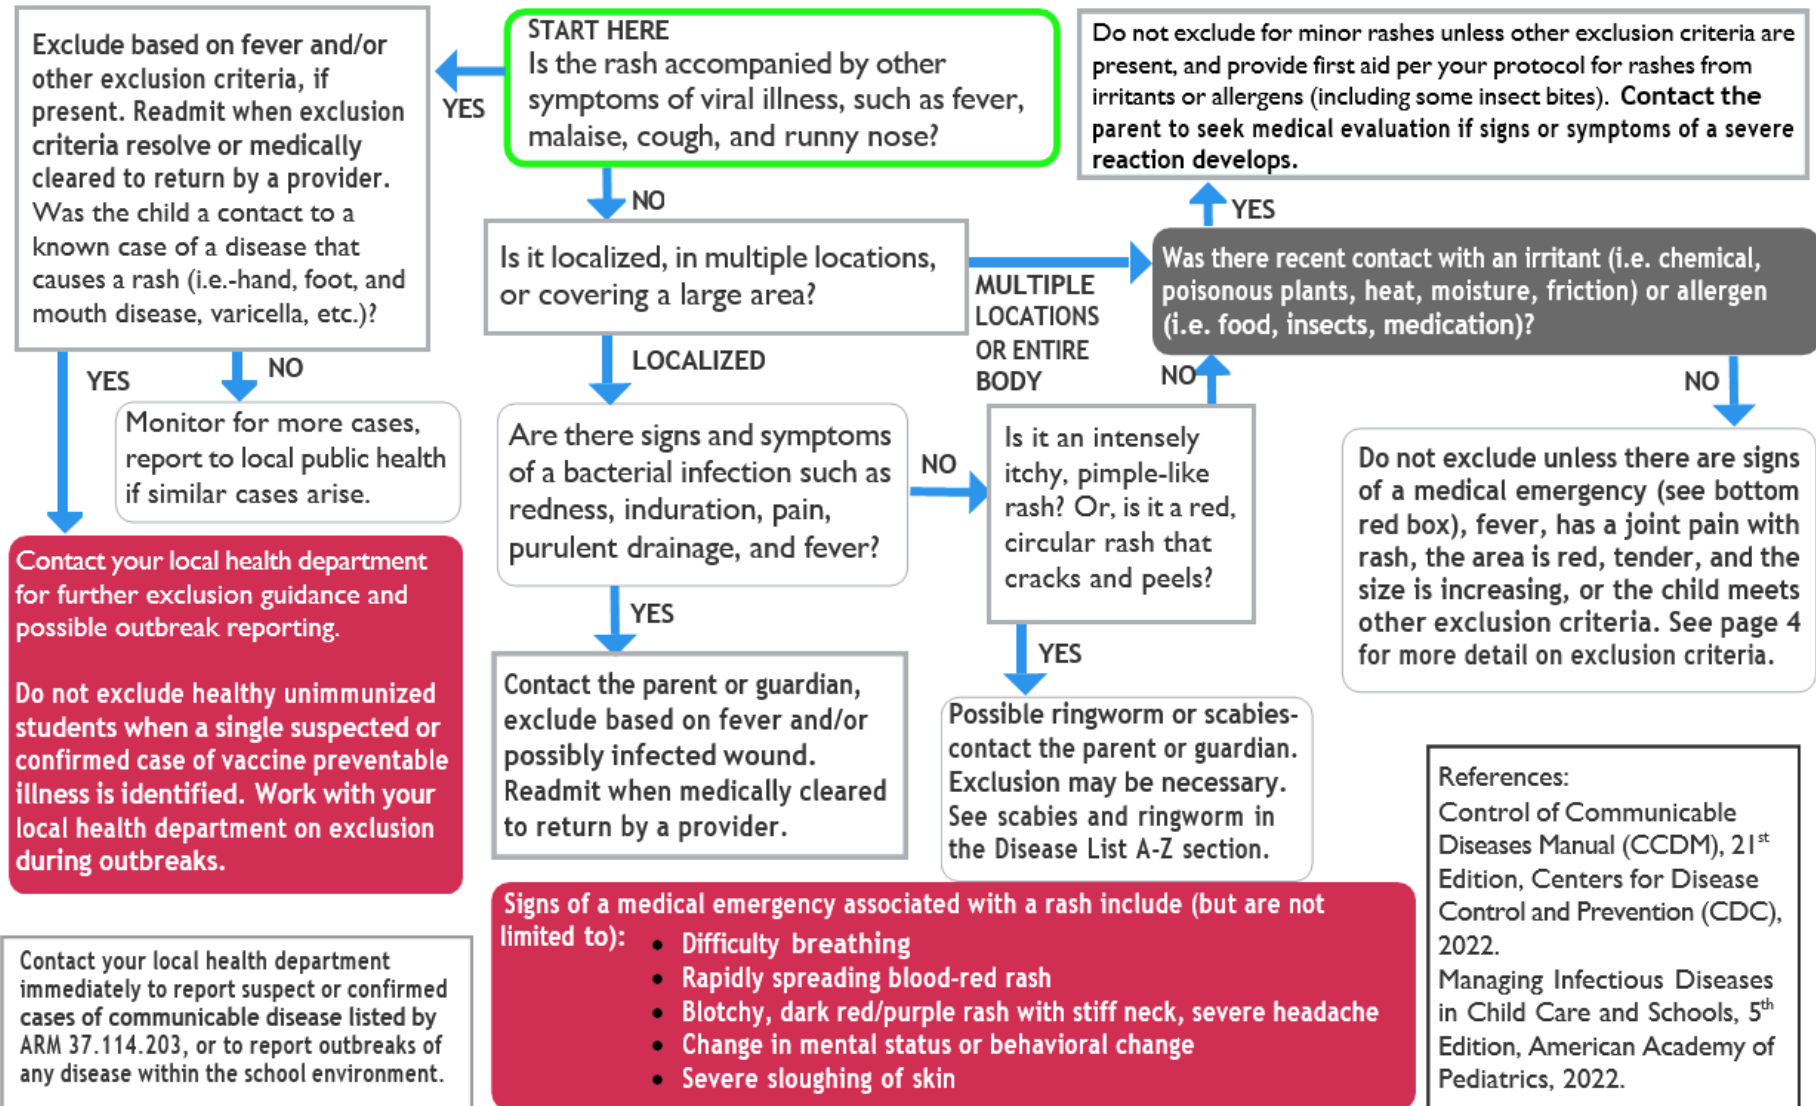 START HERE
Is the rash accompanied by other
symptoms of viral illness, such as fever,
malaise, cough, and runny nose?
YES
Exclude based on fever and/or
other exclusion criteria, if
present. Readmit when exclusion
criteria resolve or medically
cleared to return by a provider.
Was the child a contact to a
known case of a disease that
causes a rash (i.e.-hand, foot, and
mouth disease, varicella, etc.)?
YES
NO
Monitor for more cases,
report to local public health
if similar cases arise.
Contact your local health department
for further exclusion guidance and
possible outbreak reporting.
Do not exclude healthy unimmunized
students when a single suspected or
confirmed case of vaccine preventable
illness is identified. Work with your
local health department on exclusion
during outbreaks.
Contact your local health department
immediately to report suspect or confirmed
cases of communicable disease listed by
ARM 37.114.203, or to report outbreaks of
any disease within the school environment.
NO
Is it localized, in multiple locations,
or covering a large area?
LOCALIZED
MULTIPLE
LOCATIONS
OR ENTIRE
BODY
Are there signs and symptoms
of a bacterial infection such as
redness, induration, pain,
purulent drainage, and fever?
NO
YES
Contact the parent or guardian,
exclude based on fever and/or
possibly infected wound.
Readmit when medically cleared
to return by a provider.
Is it an intensely
itchy, pimple-like
rash? Or, is it a red,
circular rash that
cracks and peels?
NO
YES
Possible ringworm or scabies-
contact the parent or guardian.
Exclusion may be necessary.
See scabies and ringworm in
the Disease List A-Z section.
Do not exclude for minor rashes unless other exclusion criteria are
present, and provide first aid per your protocol for rashes from
irritants or allergens (including some insect bites). Contact the
parent to seek medical evaluation if signs or symptoms of a severe
reaction develops.
YES
Was there recent contact with an irritant (i.e. chemical,
poisonous plants, heat, moisture, friction) or allergen
(i.e. food, insects, medication)?
NO
Do not exclude unless there are signs
of a medical emergency (see bottom
red box), fever, has a joint pain with
rash, the area is red, tender, and the
size is increasing, or the child meets
other exclusion criteria. See page 4
for more detail on exclusion criteria.
Signs of a medical emergency associated with a rash include (but are not
limited to):
• Difficulty breathing
• Rapidly spreading blood-red rash
• Blotchy, dark red/purple rash with stiff neck, severe headache
• Change in mental status or behavioral change
• Severe sloughing of skin
References:
Control of Communicable
Diseases Manual (CCDM), 21st
Edition, Centers for Disease
Control and Prevention (CDC),
2022.
Managing Infectious Diseases
in Child Care and Schools, 5th
Edition, American Academy of
Pediatrics, 2022.